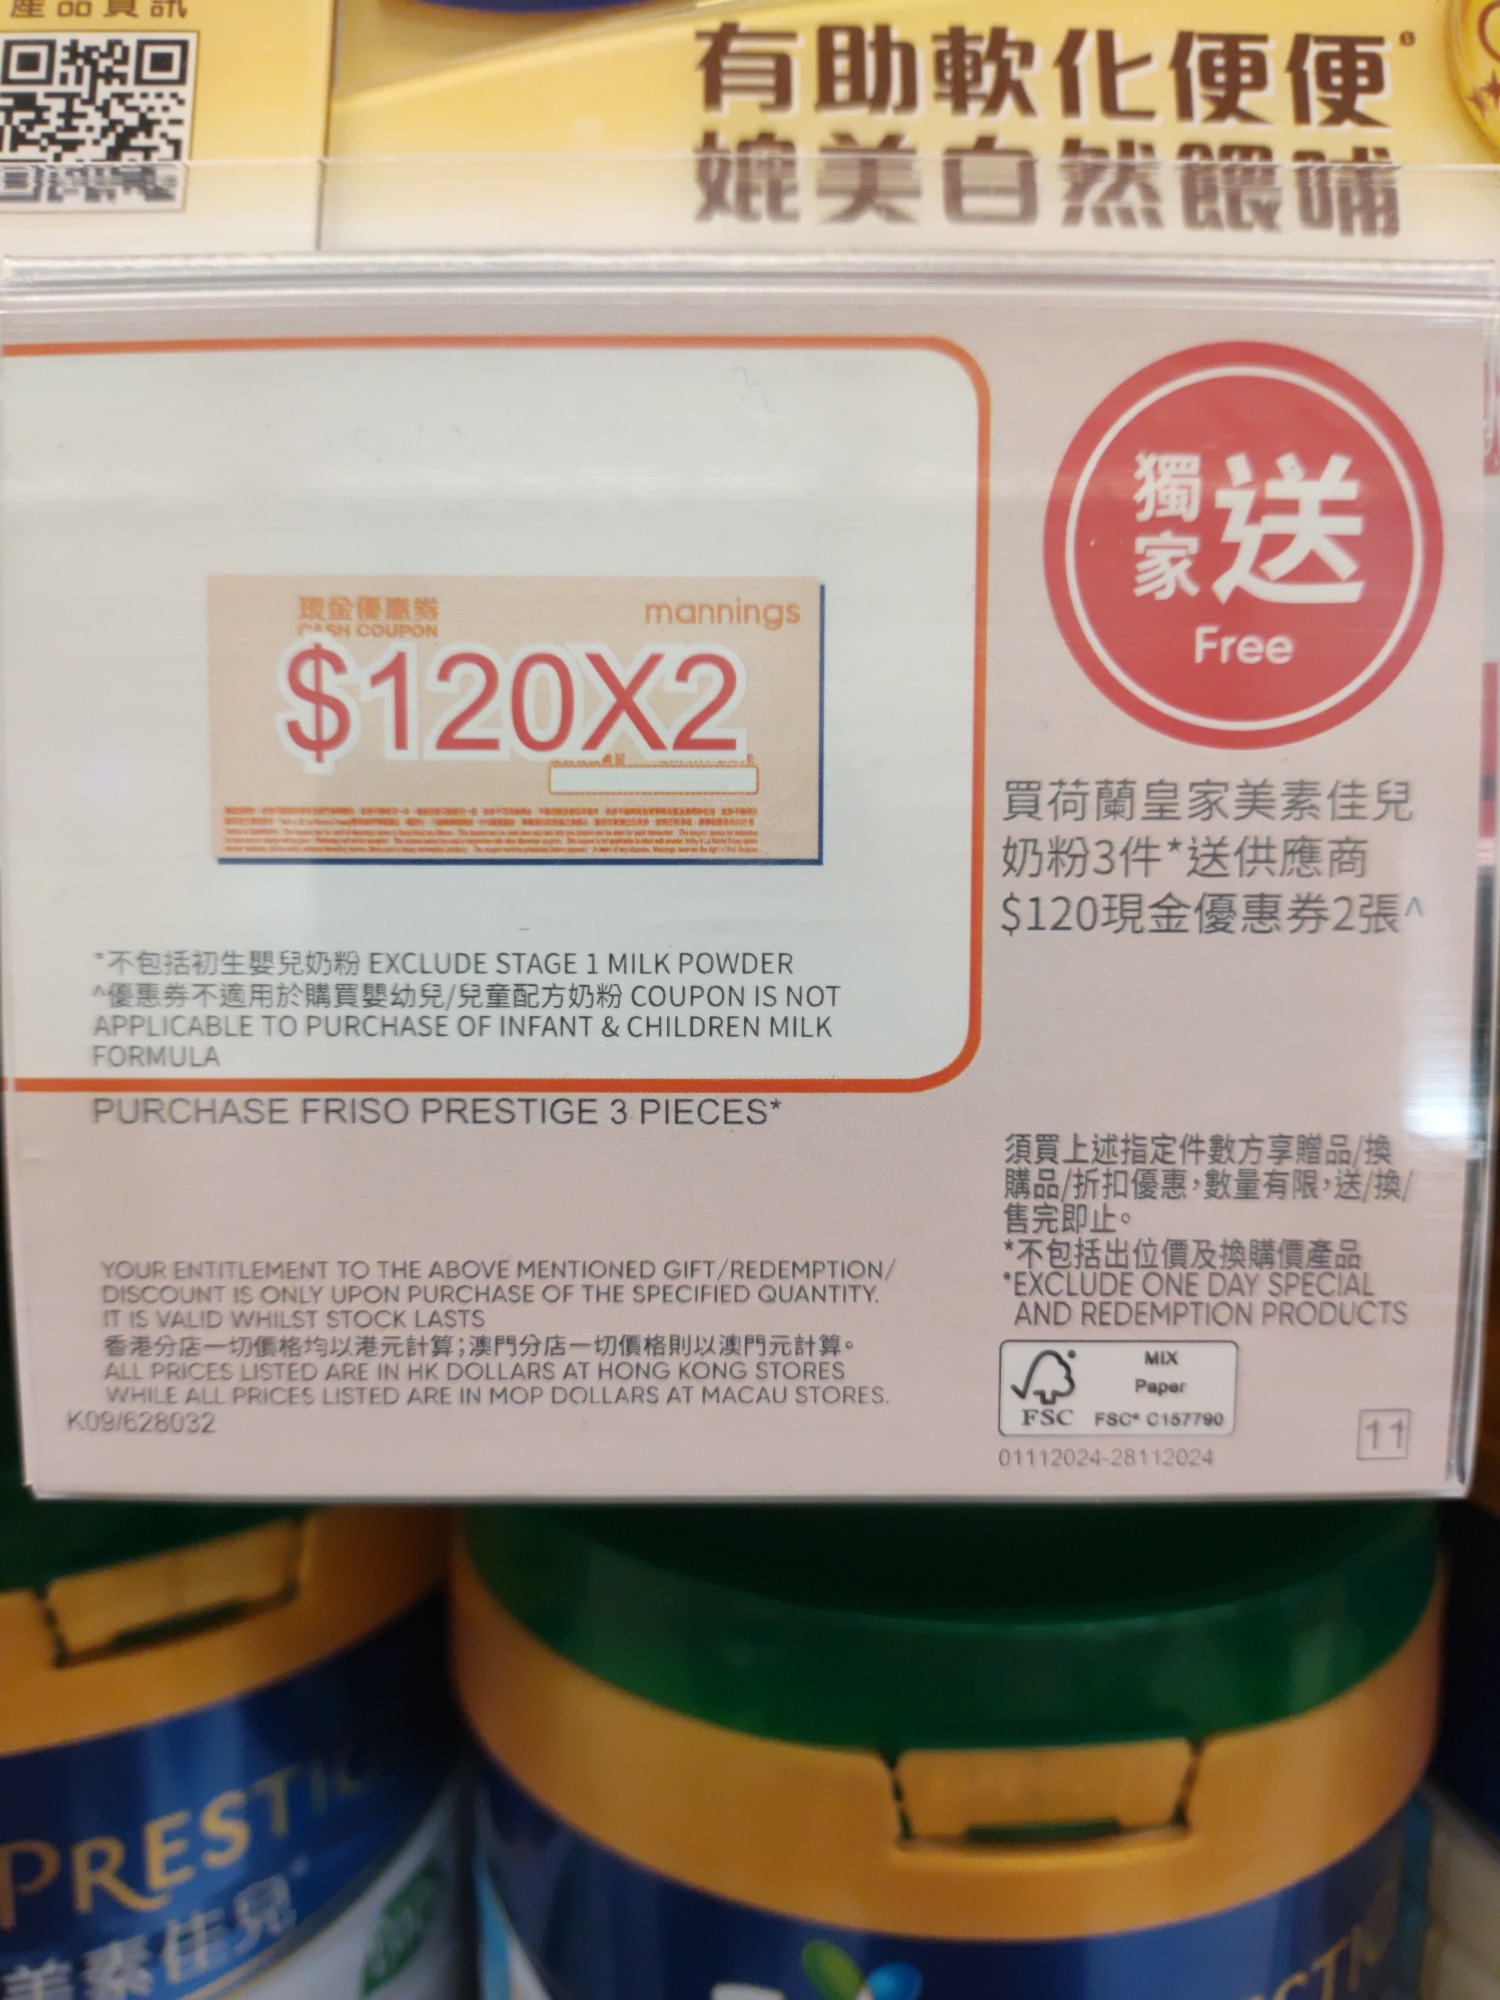 產品資訊
有助軟化便便
媲美自然餵哺
獨家送
Free
現金優惠券
mannings
CASH COUPON
$120X2
買荷蘭皇家美素佳兒
奶粉3件*送供應商
$120現金優惠券2張^
*不包括初生嬰兒奶粉 EXCLUDE STAGE 1 MILK POWDER
^優惠券不適用於購買嬰幼兒/兒童配方奶粉 COUPON IS NOT
APPLICABLE TO PURCHASE OF INFANT & CHILDREN MILK
FORMULA
PURCHASE FRISO PRESTIGE 3 PIECES*
須買上述指定件數方享贈品/換
購品/折扣優惠，數量有限，送/換/
售完即止。
*不包括出位價及換購價產品
*EXCLUDE ONE DAY SPECIAL
AND REDEMPTION PRODUCTS
YOUR ENTITLEMENT TO THE ABOVE MENTIONED GIFT/REDEMPTION/
DISCOUNT IS ONLY UPON PURCHASE OF THE SPECIFIED QUANTITY.
IT IS VALID WHILST STOCK LASTS
香港分店一切價格均以港元計算；澳門分店一切價格則以澳門元計算。
ALL PRICES LISTED ARE IN HK DOLLARS AT HONG KONG STORES
WHILE ALL PRICES LISTED ARE IN MOP DOLLARS AT MACAU STORES.
K09/628032
MIX
Paper
FSC FSC® C157790
01112024-28112024
11
PRESTIG
美素佳兒